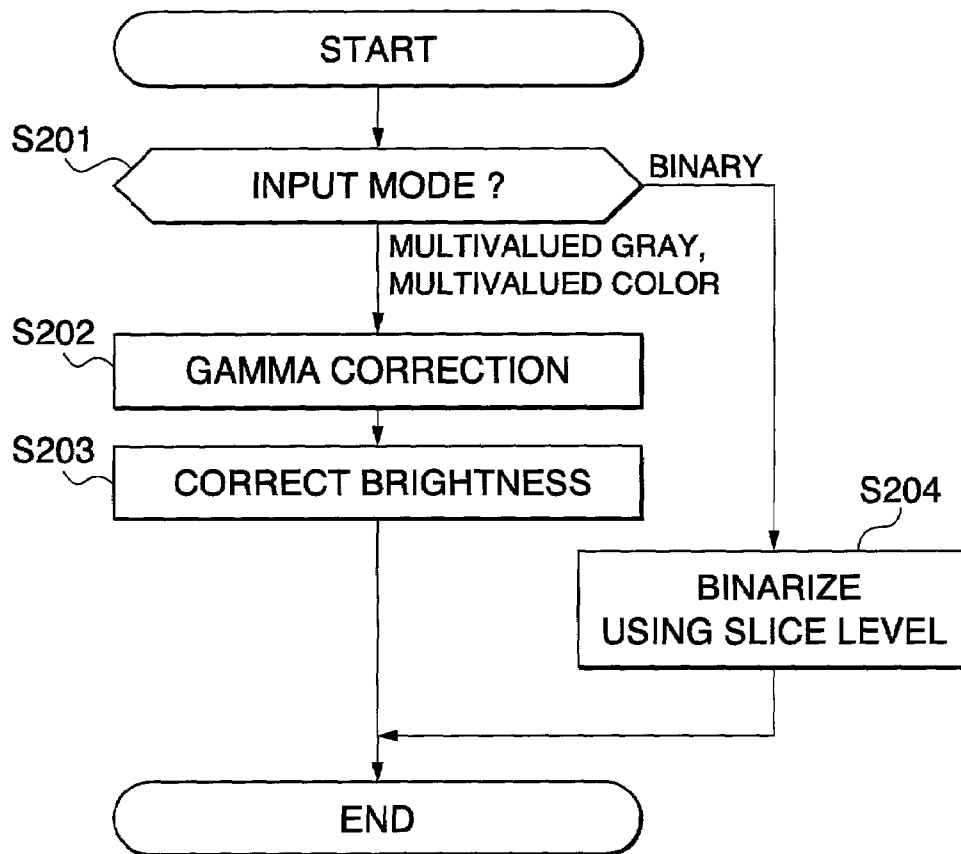 START
S201
INPUT MODE ?
BINARY
MULTIVALUED GRAY,
MULTIVALUED COLOR
S202
GAMMA CORRECTION
S203
CORRECT BRIGHTNESS
S204
BINARIZE
USING SLICE LEVEL
END